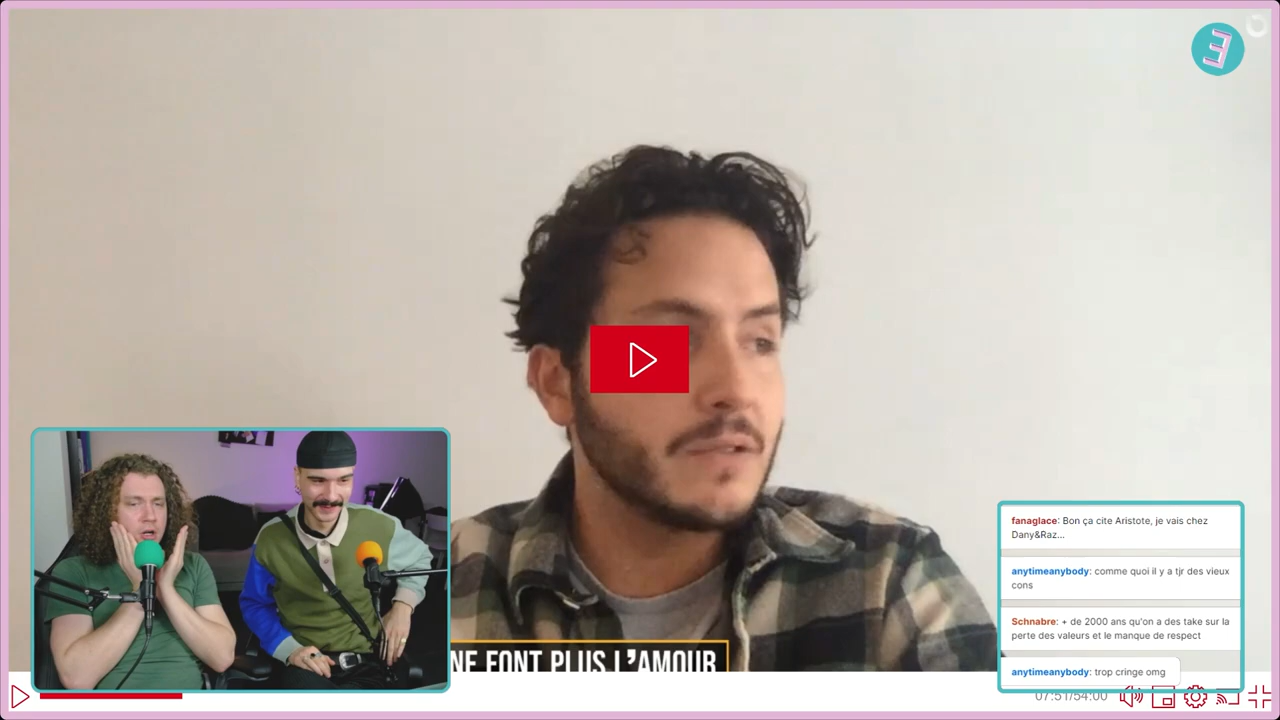 E
NE FONT PLUS L'AMOUR
fanaglace: Bon ça cite Aristote, je vais chez
Dany&Raz...
anytimeanybody: comme quoi il y a tjr des vieux
cons
Schnabre: + de 2000 ans qu'on a des take sur la
perte des valeurs et le manque de respect
anytimeanybody: trop cringe omg
07:51/54:00